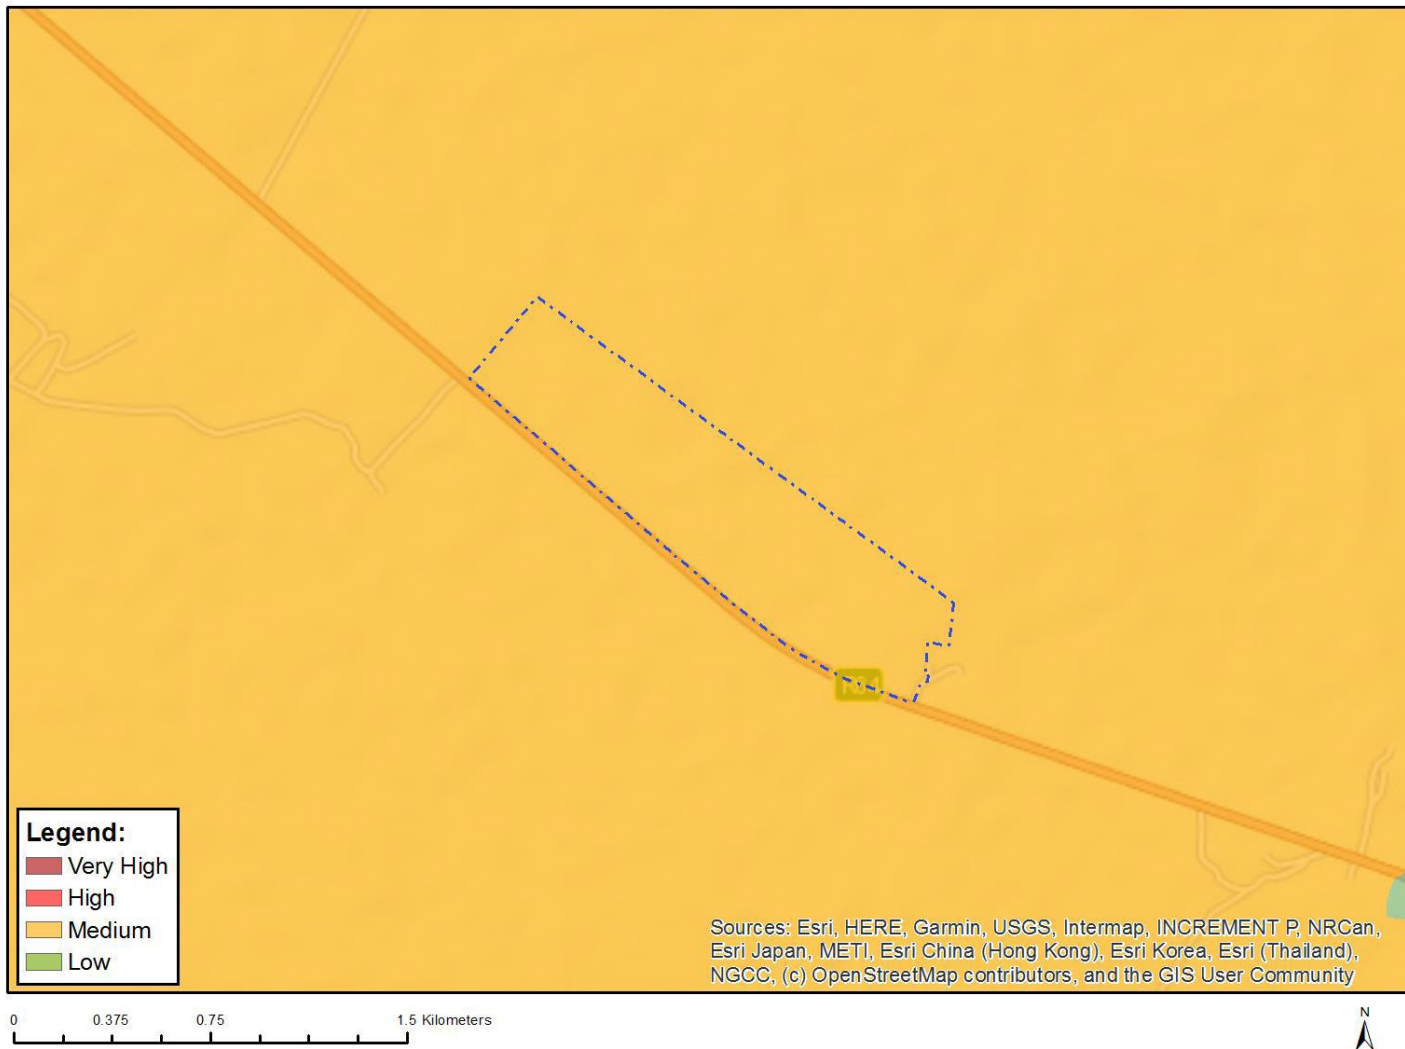 Legend:
Very High
High
Medium
Low
Sources: Esri, HERE, Garmin, USGS, Intermap, INCREMENT P, NRCan,
Esri Japan, METI, Esri China (Hong Kong), Esri Korea, Esri (Thailand),
NGCC, (c) OpenStreetMap contributors, and the GIS User Community
0 0.375 0.75 1.5 Kilometers
N